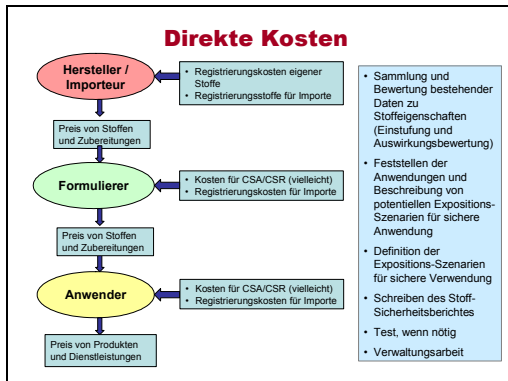 Direkte Kosten
Hersteller /
Importeur
• Registrierungskosten eigener
Stoffe
• Registrierungsstoffe für Importe
Preis von Stoffen
und Zubereitungen
Formulierer
• Kosten für CSA/CSR (vielleicht)
• Registrierungskosten für Importe
Preis von Stoffen
und Zubereitungen
Anwender
• Kosten für CSA/CSR (vielleicht)
• Registrierungskosten für Importe
Preis von Produkten
und Dienstleistungen
• Sammlung und
Bewertung bestehender
Daten zu
Stoffeigenschaften
(Einstufung und
Auswirkungsbewertung)
• Feststellen der
Anwendungen und
Beschreibung von
potentiellen Expositions-
Szenarien für sichere
Anwendung
• Definition der
Expositions-Szenarien
für sichere Verwendung
• Schreiben des Stoff-
Sicherheitsberichtes
• Test, wenn nötig
• Verwaltungsarbeit